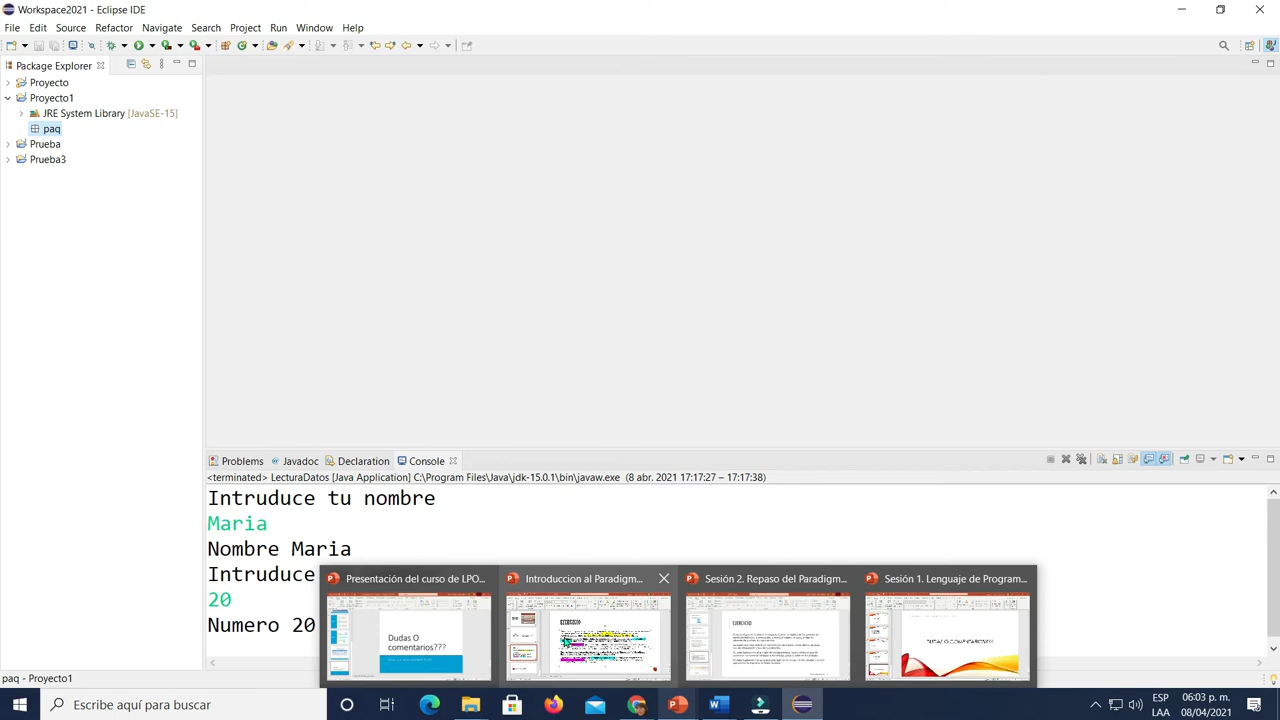 Workspace2021 - Eclipse IDE
File Edit Source Refactor Navigate Search Project Run Window Help
Package Explorer
Proyecto
Proyecto1
JRE System Library [JavaSE-15]
paq
Prueba
Prueba3
Problems Javadoc Declaration Console
<terminated> LecturaDatos [Java Application] C:\Program Files\Java\jdk-15.0.1\bin\javaw.exe (8 abr. 2021 17:17:27 – 17:17:38)
Intruduce tu nombre
Maria
Nombre Maria
Intruduce
20
Numero 20
Presentación del curso de LPO...
Introduccion al Paradigm...
Sesión 2. Repaso del Paradigm...
Sesión 1. Lenguaje de Program...
Dudas O
comentarios???
EJERCICIO
EJERCICIO
paq - Proyecto1
Escribe aquí para buscar
ESP
LAA
06:03 p. m.
08/04/2021